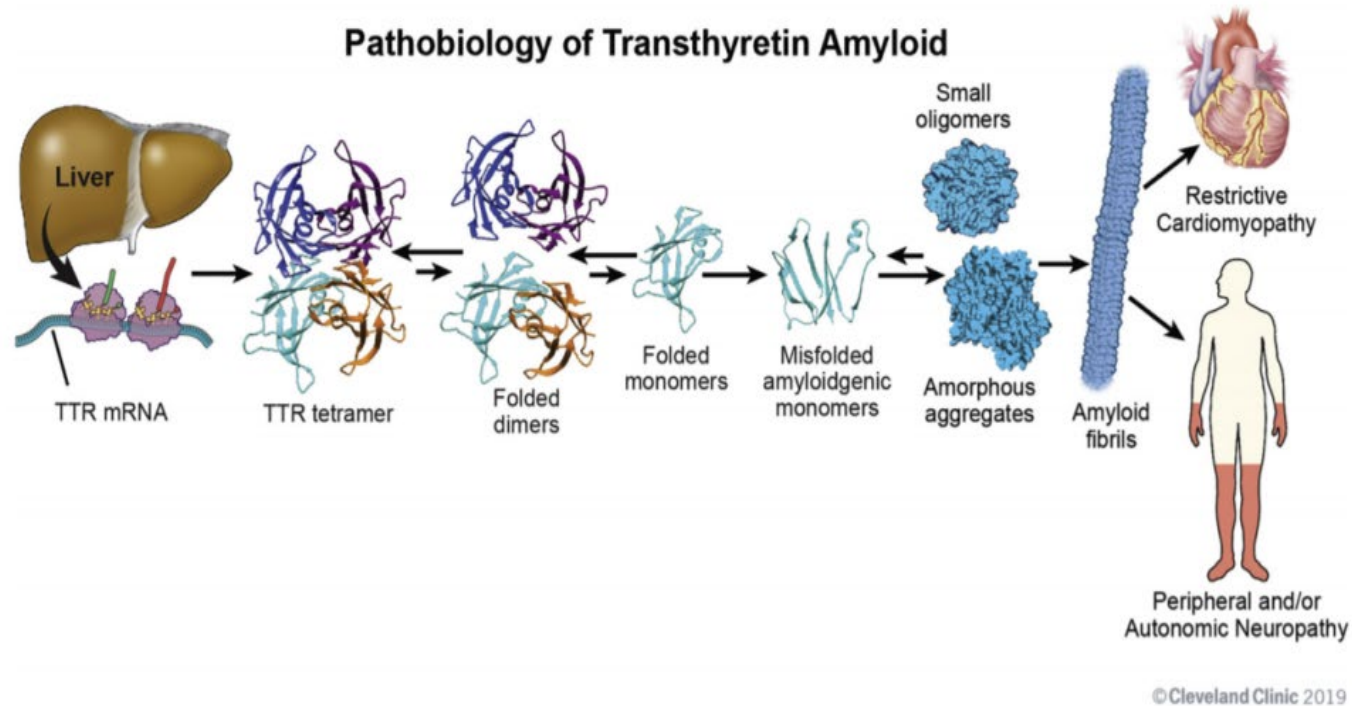 Pathobiology of Transthyretin Amyloid
Liver
TTR mRNA
TTR tetramer
Folded
dimers
Folded
monomers
Misfolded
amyloidgenic
monomers
Small
oligomers
Amorphous
aggregates
Amyloid
fibrils
Restrictive
Cardiomyopathy
Peripheral and/or
Autonomic Neuropathy
©Cleveland Clinic 2019